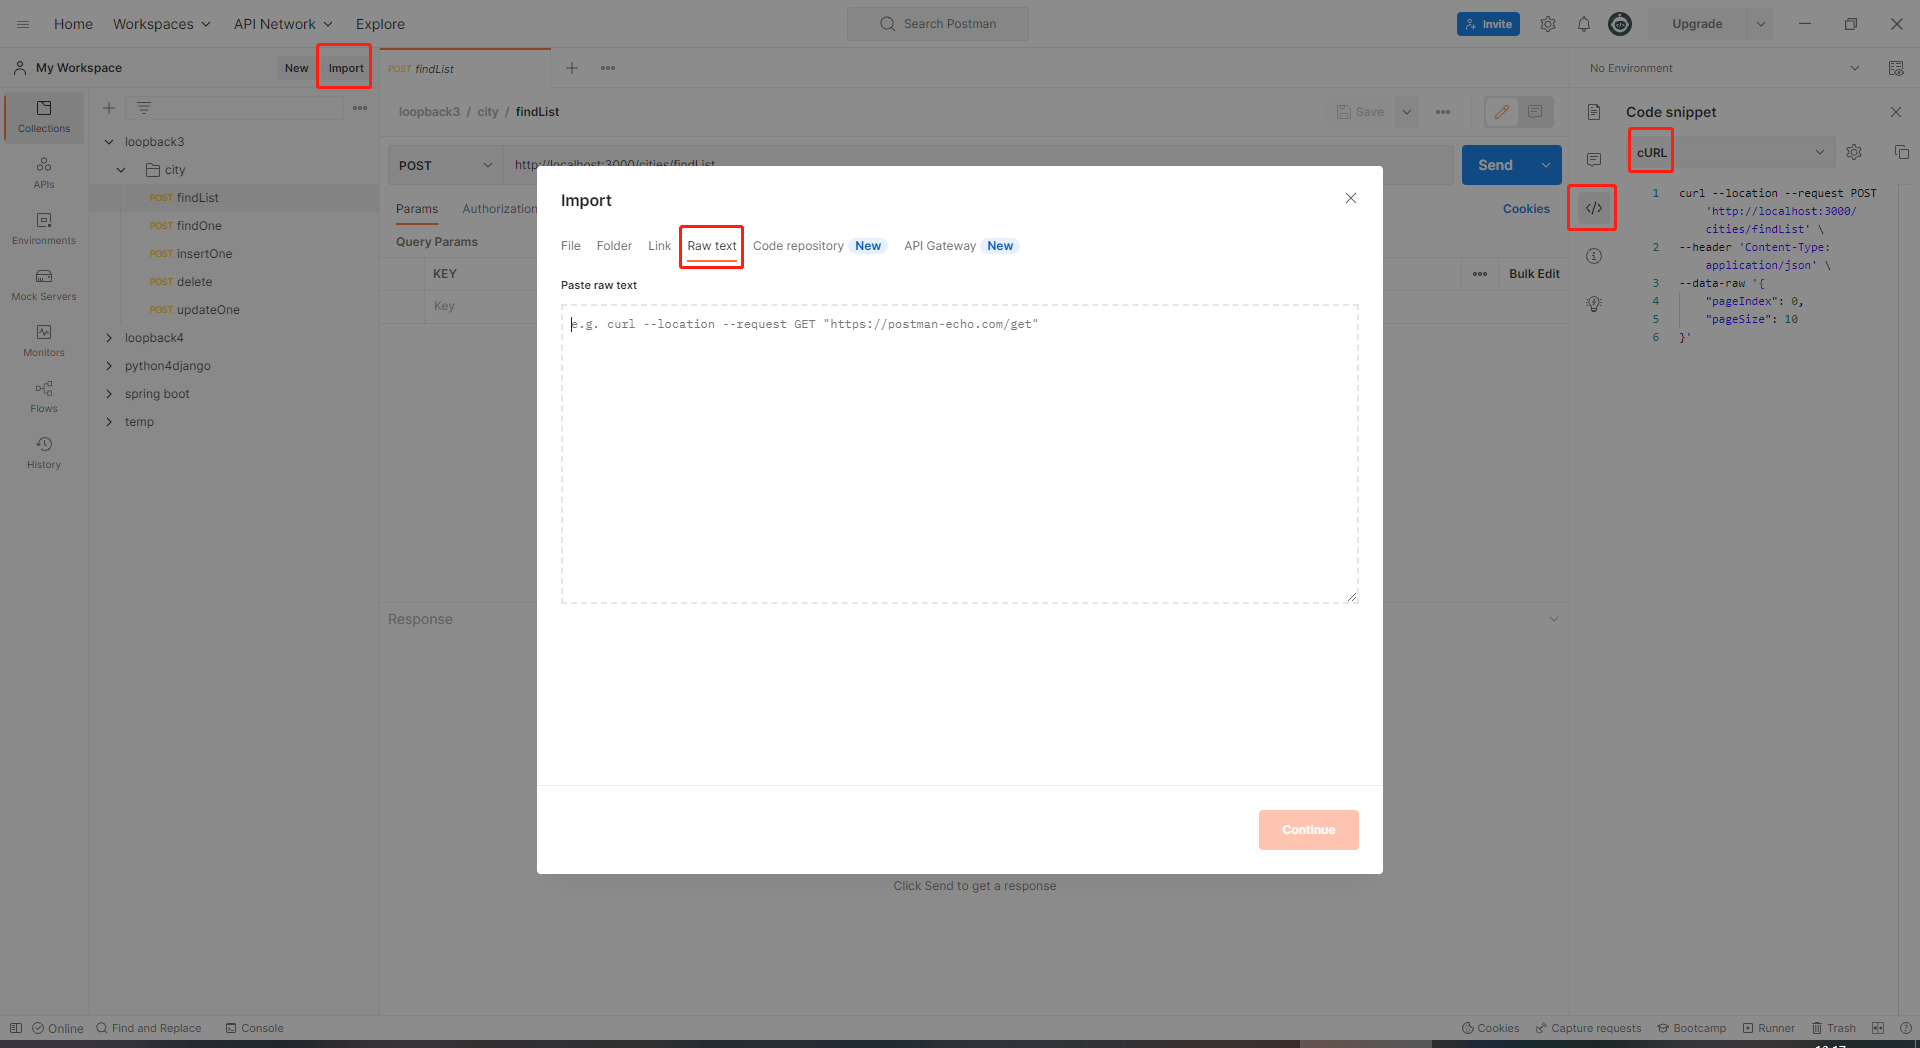 Home Workspaces API Network Explore
Search Postman
Invite
Upgrade
My Workspace
New Import
POST findList
No Environment
Collections
APIs
Environments
Mock Servers
Monitors
Flows
History
loopback3
city
POST findList
POST findOne
POST insertOne
POST delete
POST updateOne
loopback4
python4django
spring boot
temp
loopback3 / city / findList
Save
POST
http://localhost:3000/cities/findList
Send
Params Authorization
Cookies
Query Params
KEY
Bulk Edit
Key
Response
Click Send to get a response
Import
File Folder Link Raw text Code repository New API Gateway New
Paste raw text
e.g. curl --location --request GET "https://postman-echo.com/get"
Continue
Code snippet
cURL
1 curl --location --request POST
'http://localhost:3000/
cities/findList' \
2 --header 'Content-Type:
application/json' \
3 --data-raw '{
4 "pageIndex": 0,
5 "pageSize": 10
6 }'
Online Find and Replace Console
Cookies Capture requests Bootcamp Runner Trash